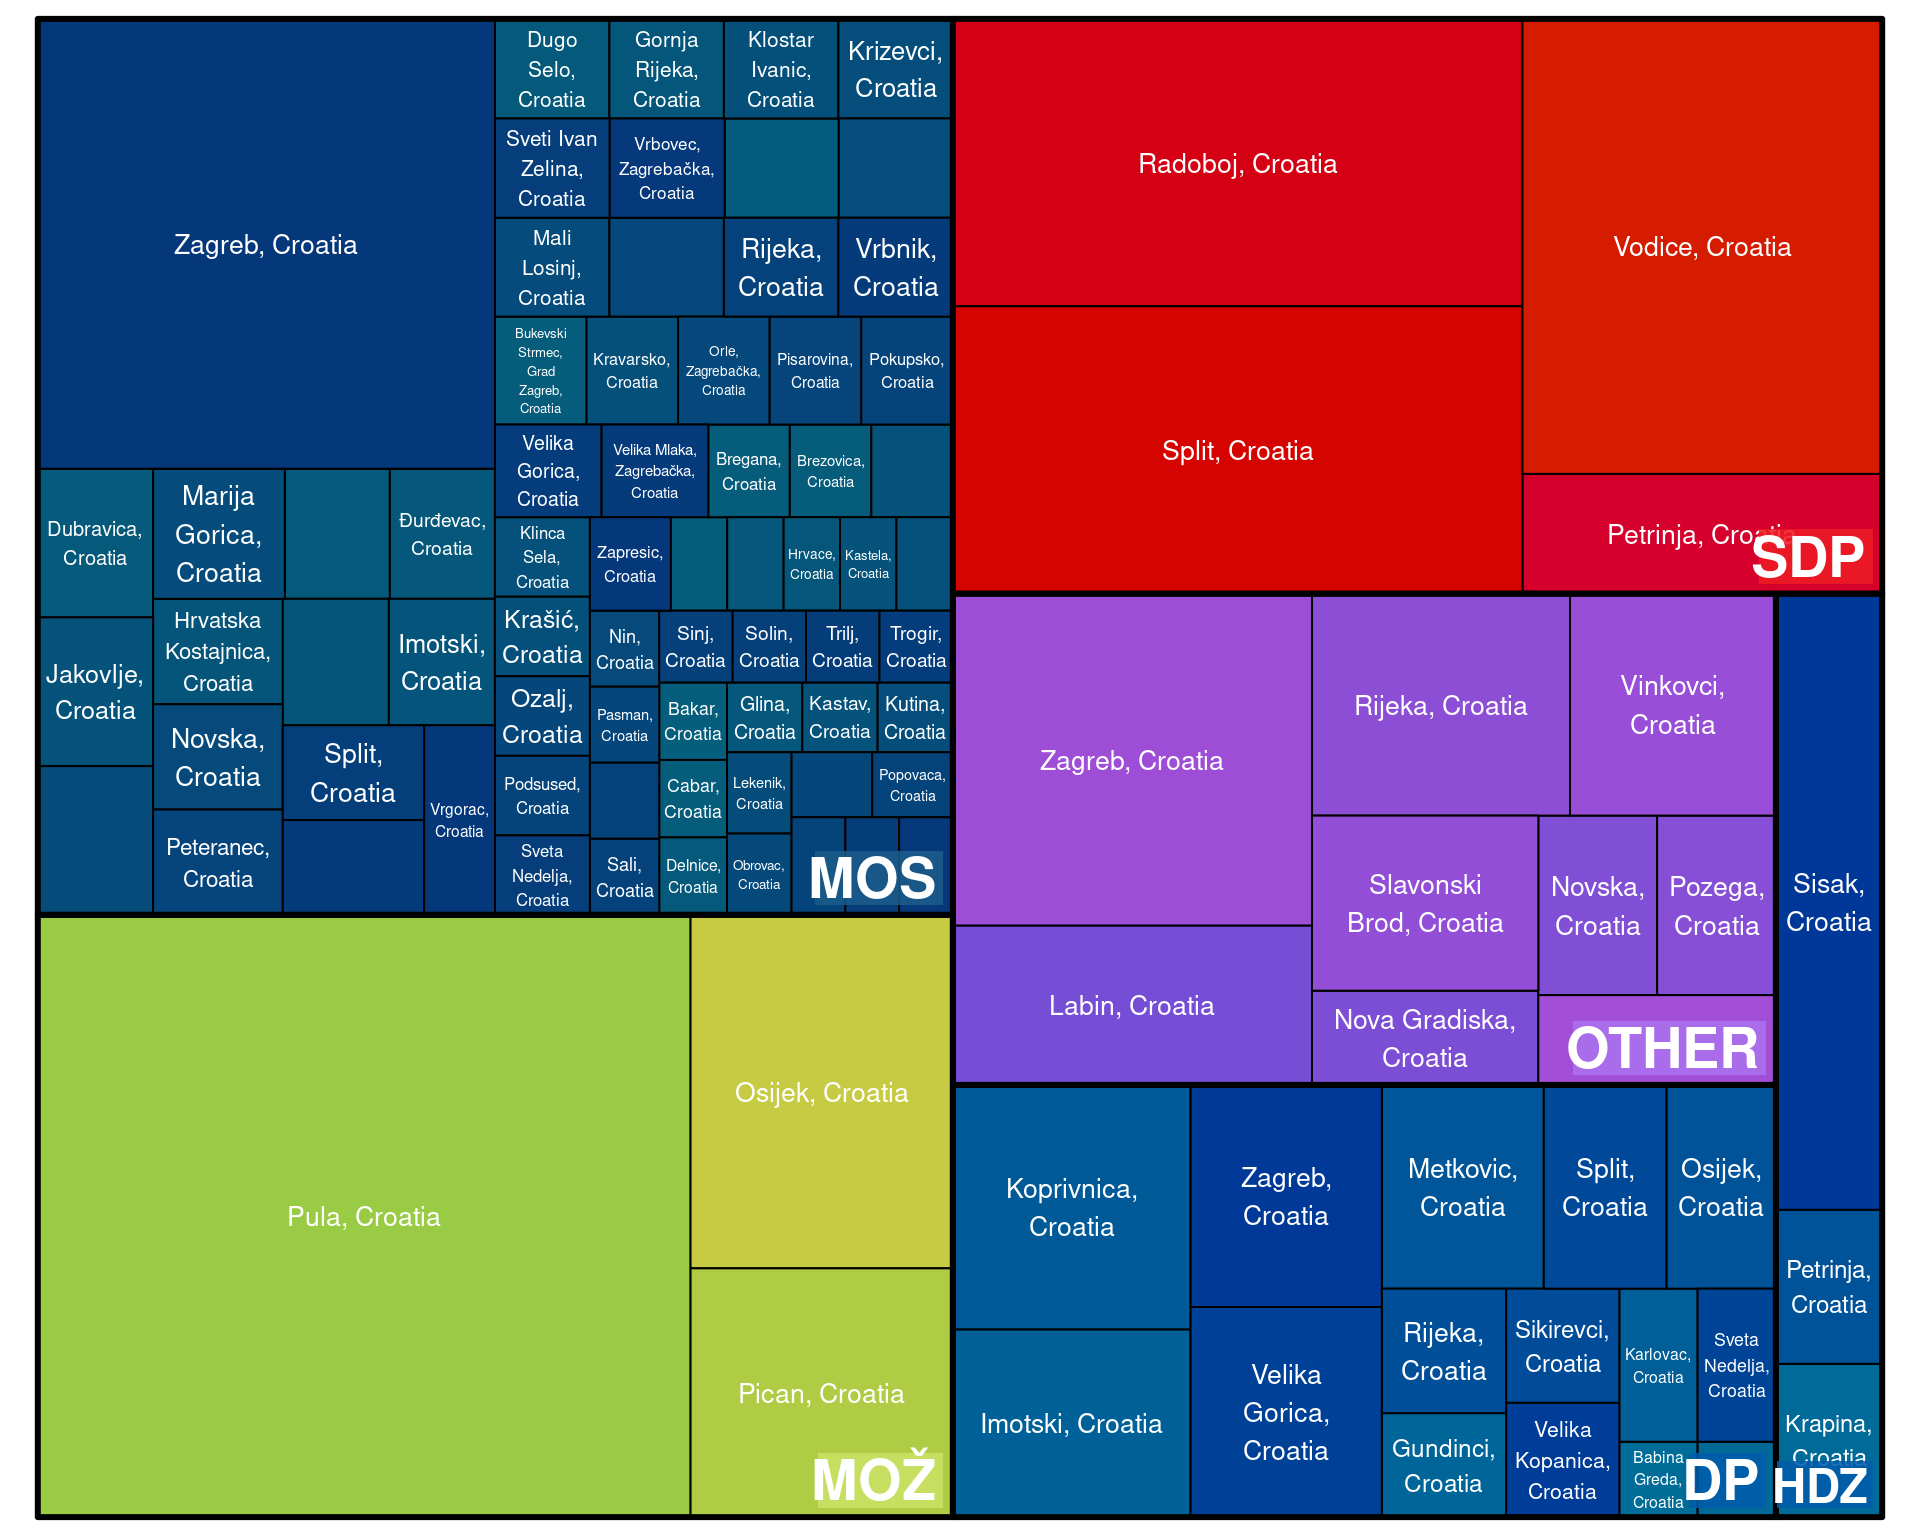 Zagreb, Croatia
Dugo
Selo,
Croatia
Gornja
Rijeka,
Croatia
Klostar
Ivanic,
Croatia
Krizevci,
Croatia
Sveti Ivan
Zelina,
Croatia
Vrbovec,
Zagrebačka,
Croatia
Mali
Losinj,
Croatia
Rijeka,
Croatia
Vrbnik,
Croatia
Bukevski
Strmec,
Grad
Zagreb,
Croatia
Kravarsko,
Croatia
Orle,
Zagrebačka,
Croatia
Pisarovina,
Croatia
Pokupsko,
Croatia
Velika
Gorica,
Croatia
Velika Mlaka,
Zagrebačka,
Croatia
Bregana,
Croatia
Brezovica,
Croatia
Dubravica,
Croatia
Marija
Gorica,
Croatia
Đurđevac,
Croatia
Klinca
Sela,
Croatia
Zapresic,
Croatia
Hrvace,
Croatia
Kastela,
Croatia
Jakovlje,
Croatia
Hrvatska
Kostajnica,
Croatia
Imotski,
Croatia
Krašić,
Croatia
Nin,
Croatia
Sinj,
Croatia
Solin,
Croatia
Trilj,
Croatia
Trogir,
Croatia
Novska,
Croatia
Split,
Croatia
Vrgorac,
Croatia
Ozalj,
Croatia
Pasman,
Croatia
Bakar,
Croatia
Glina,
Croatia
Kastav,
Croatia
Kutina,
Croatia
Peteranec,
Croatia
Podsused,
Croatia
Cabar,
Croatia
Lekenik,
Croatia
Popovaca,
Croatia
Sveta
Nedelja,
Croatia
Sali,
Croatia
Delnice,
Croatia
Obrovac,
Croatia
MOS
Pula, Croatia
Osijek, Croatia
Pican, Croatia
MOŽ
Radoboj, Croatia
Split, Croatia
Vodice, Croatia
Petrinja, Croatia
SDP
Zagreb, Croatia
Labin, Croatia
Rijeka, Croatia
Vinkovci,
Croatia
Slavonski
Brod, Croatia
Novska,
Croatia
Pozega,
Croatia
Nova Gradiska,
Croatia
OTHER
Koprivnica,
Croatia
Imotski, Croatia
Zagreb,
Croatia
Velika
Gorica,
Croatia
Metkovic,
Croatia
Split,
Croatia
Osijek,
Croatia
Rijeka,
Croatia
Sikirevci,
Croatia
Karlovac,
Croatia
Sveta
Nedelja,
Croatia
Gundinci,
Croatia
Velika
Kopanica,
Croatia
Babina
Greda,
Croatia
DP
Sisak,
Croatia
Petrinja,
Croatia
Krapina,
Croatia
HDZ